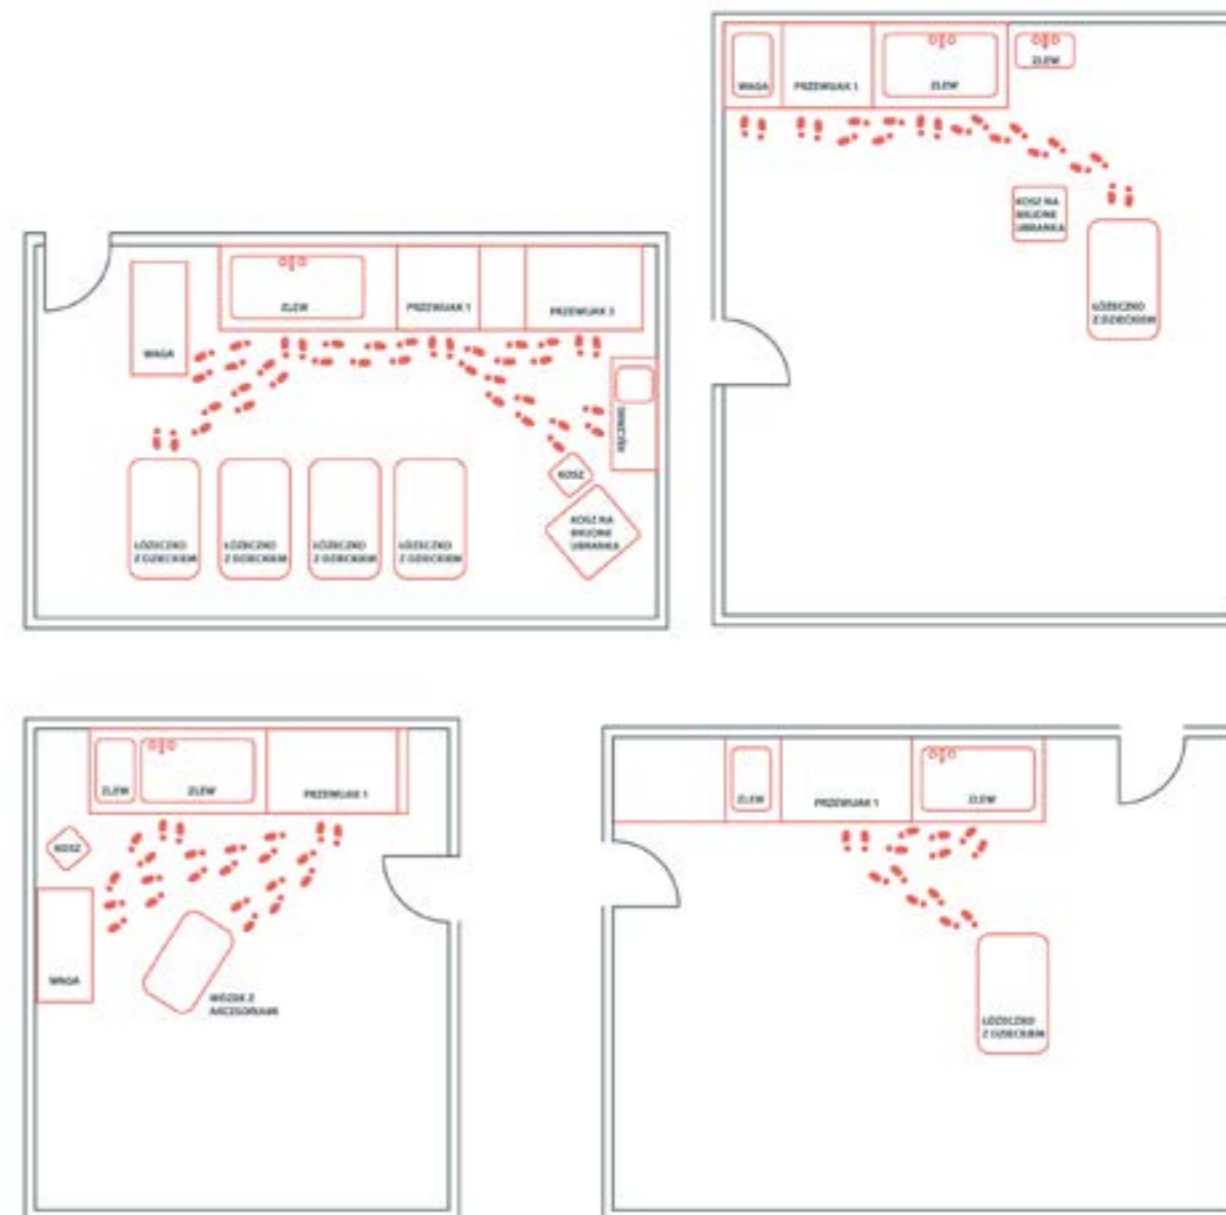 WAGA
PRZEWIJAK 1
ZLEW
ZLEW
KOSZ NA
BRUDNE
UBRANKA
ŁÓŻECZKO
Z DZIECKIEM
ZLEW
PRZEWIJAK 1
PRZEWIJAK 2
WAGA
KOSZ
KOSZ NA
BRUDNE
UBRANKA
ŁÓŻECZKO
Z DZIECKIEM
ŁÓŻECZKO
Z DZIECKIEM
ŁÓŻECZKO
Z DZIECKIEM
ŁÓŻECZKO
Z DZIECKIEM
ZLEW
ZLEW
PRZEWIJAK 1
KOSZ
WAGA
WÓZEK Z
AKCESORIAMI
ZLEW
PRZEWIJAK 1
ZLEW
ŁÓŻECZKO
Z DZIECKIEM